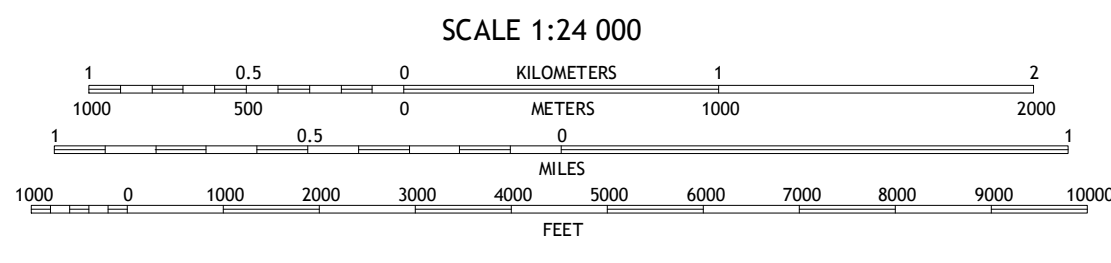 SCALE 1:24 000
1 0.5 0 KILOMETERS 1 2
1000 500 0 METERS 1000 2000
1 0.5 0 1
MILES
1000 0 1000 2000 3000 4000 5000 6000 7000 8000 9000 10000
FEET